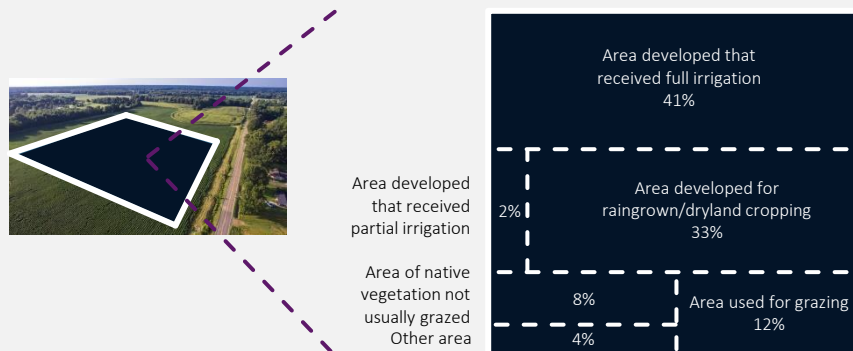 Area developed that
received full irrigation
41%
Area developed
that received
partial irrigation
2%
Area developed for
raingrown/dryland cropping
33%
Area of native
vegetation not
usually grazed
8%
Area used for grazing
12%
Other area
4%